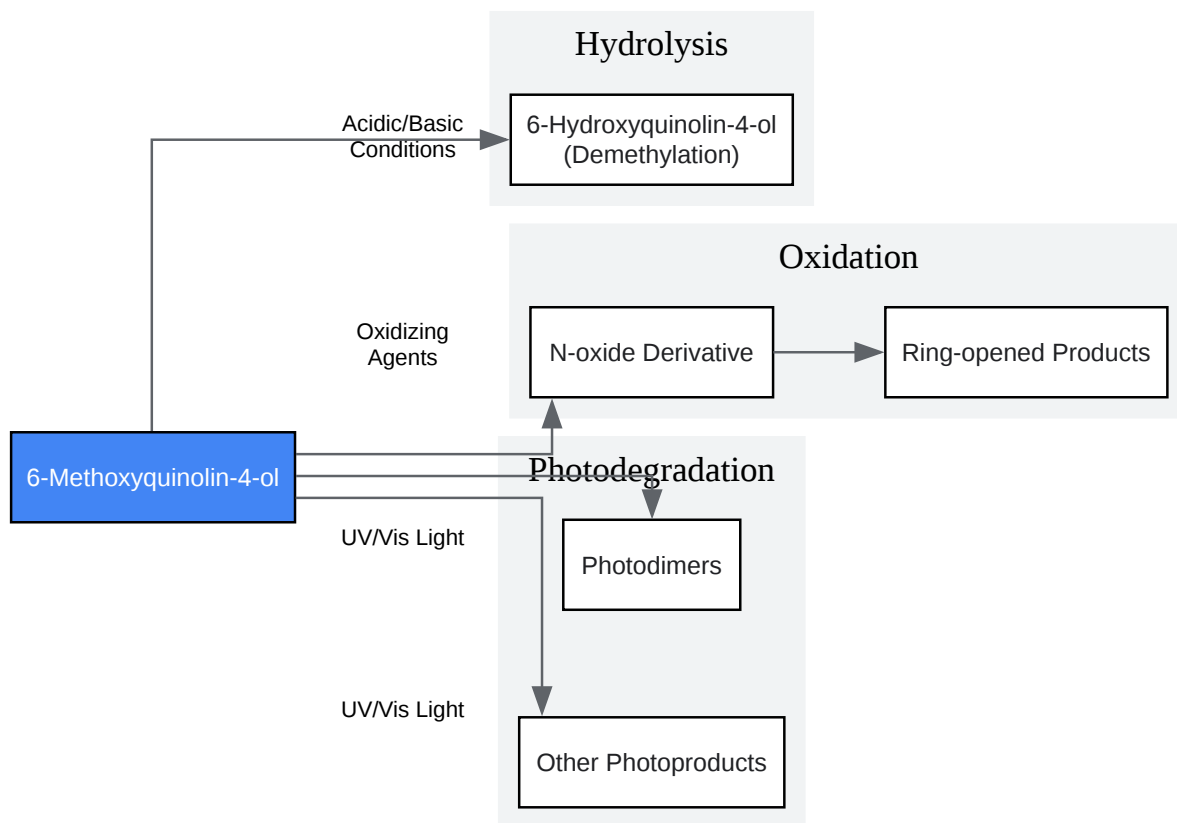 Hydrolysis
Acidic/Basic
Conditions
6-Hydroxyquinolin-4-ol
(Demethylation)
Oxidation
Oxidizing
Agents
N-oxide Derivative
Ring-opened Products
6-Methoxyquinolin-4-ol
Photodegradation
UV/Vis Light
Photodimers
UV/Vis Light
Other Photoproducts